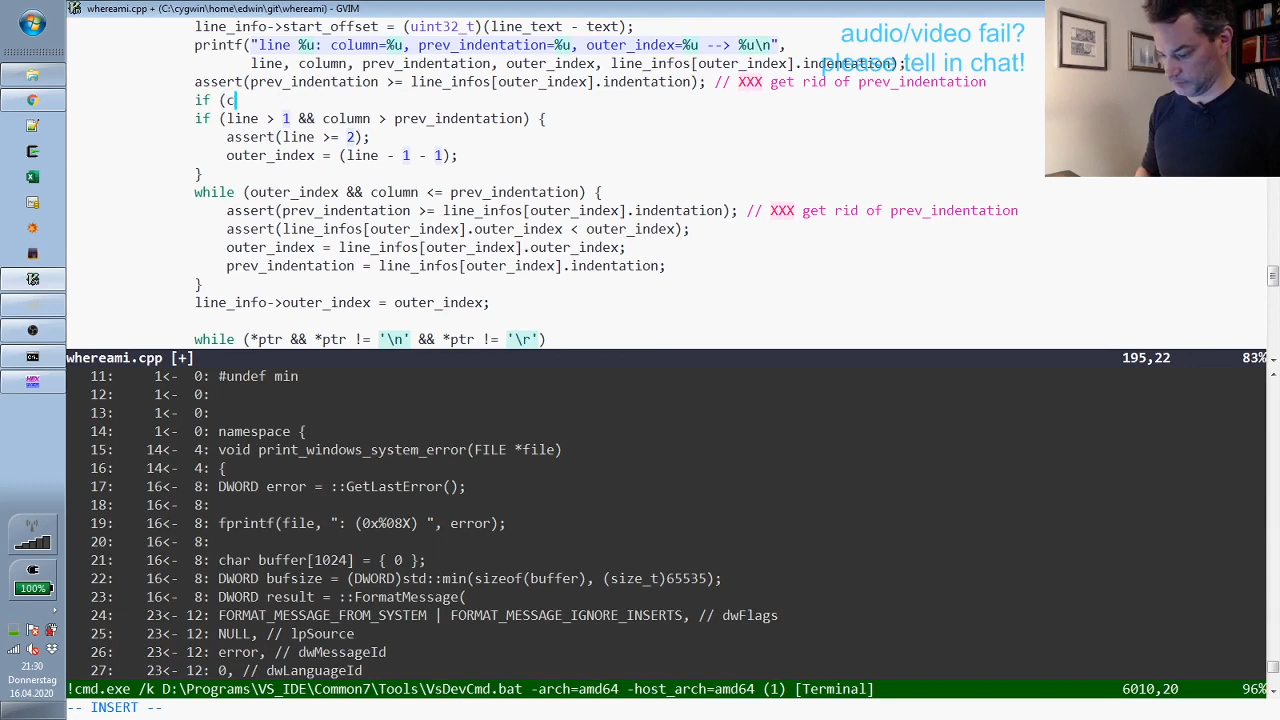 whereami.cpp + (C:\cygwin\home\edwin\git\whereami) - GVIM
line_info->start_offset = (uint32_t)(line_text - text);
printf("line %u: column=%u, prev_indentation=%u, outer_index=%u --> %u\n",
line, column, prev_indentation, outer_index, line_infos[outer_index].indentation);
assert(prev_indentation >= line_infos[outer_index].indentation); // XXX get rid of prev_indentation
if (c
if (line > 1 && column > prev_indentation) {
assert(line >= 2);
outer_index = (line - 1 - 1);
}
while (outer_index && column <= prev_indentation) {
assert(prev_indentation >= line_infos[outer_index].indentation); // XXX get rid of prev_indentation
assert(line_infos[outer_index].outer_index < outer_index);
outer_index = line_infos[outer_index].outer_index;
prev_indentation = line_infos[outer_index].indentation;
}
line_info->outer_index = outer_index;
while (*ptr && *ptr != '\n' && *ptr != '\r')
audio/video fail?
please tell in chat!
whereami.cpp [+] 195,22 83%
11: 1<- 0: #undef min
12: 1<- 0:
13: 1<- 0:
14: 1<- 0: namespace {
15: 14<- 4: void print_windows_system_error(FILE *file)
16: 14<- 4: {
17: 16<- 8: DWORD error = ::GetLastError();
18: 16<- 8:
19: 16<- 8: fprintf(file, ": (0x%08X) ", error);
20: 16<- 8:
21: 16<- 8: char buffer[1024] = { 0 };
22: 16<- 8: DWORD bufsize = (DWORD)std::min(sizeof(buffer), (size_t)65535);
23: 16<- 8: DWORD result = ::FormatMessage(
24: 23<- 12: FORMAT_MESSAGE_FROM_SYSTEM | FORMAT_MESSAGE_IGNORE_INSERTS, // dwFlags
25: 23<- 12: NULL, // lpSource
26: 23<- 12: error, // dwMessageId
27: 23<- 12: 0, // dwLanguageId
!cmd.exe /k D:\Programs\VS_IDE\Common7\Tools\VsDevCmd.bat -arch=amd64 -host_arch=amd64 (1) [Terminal] 6010,20 96%
-- INSERT --
100%
21:30
Donnerstag
16.04.2020